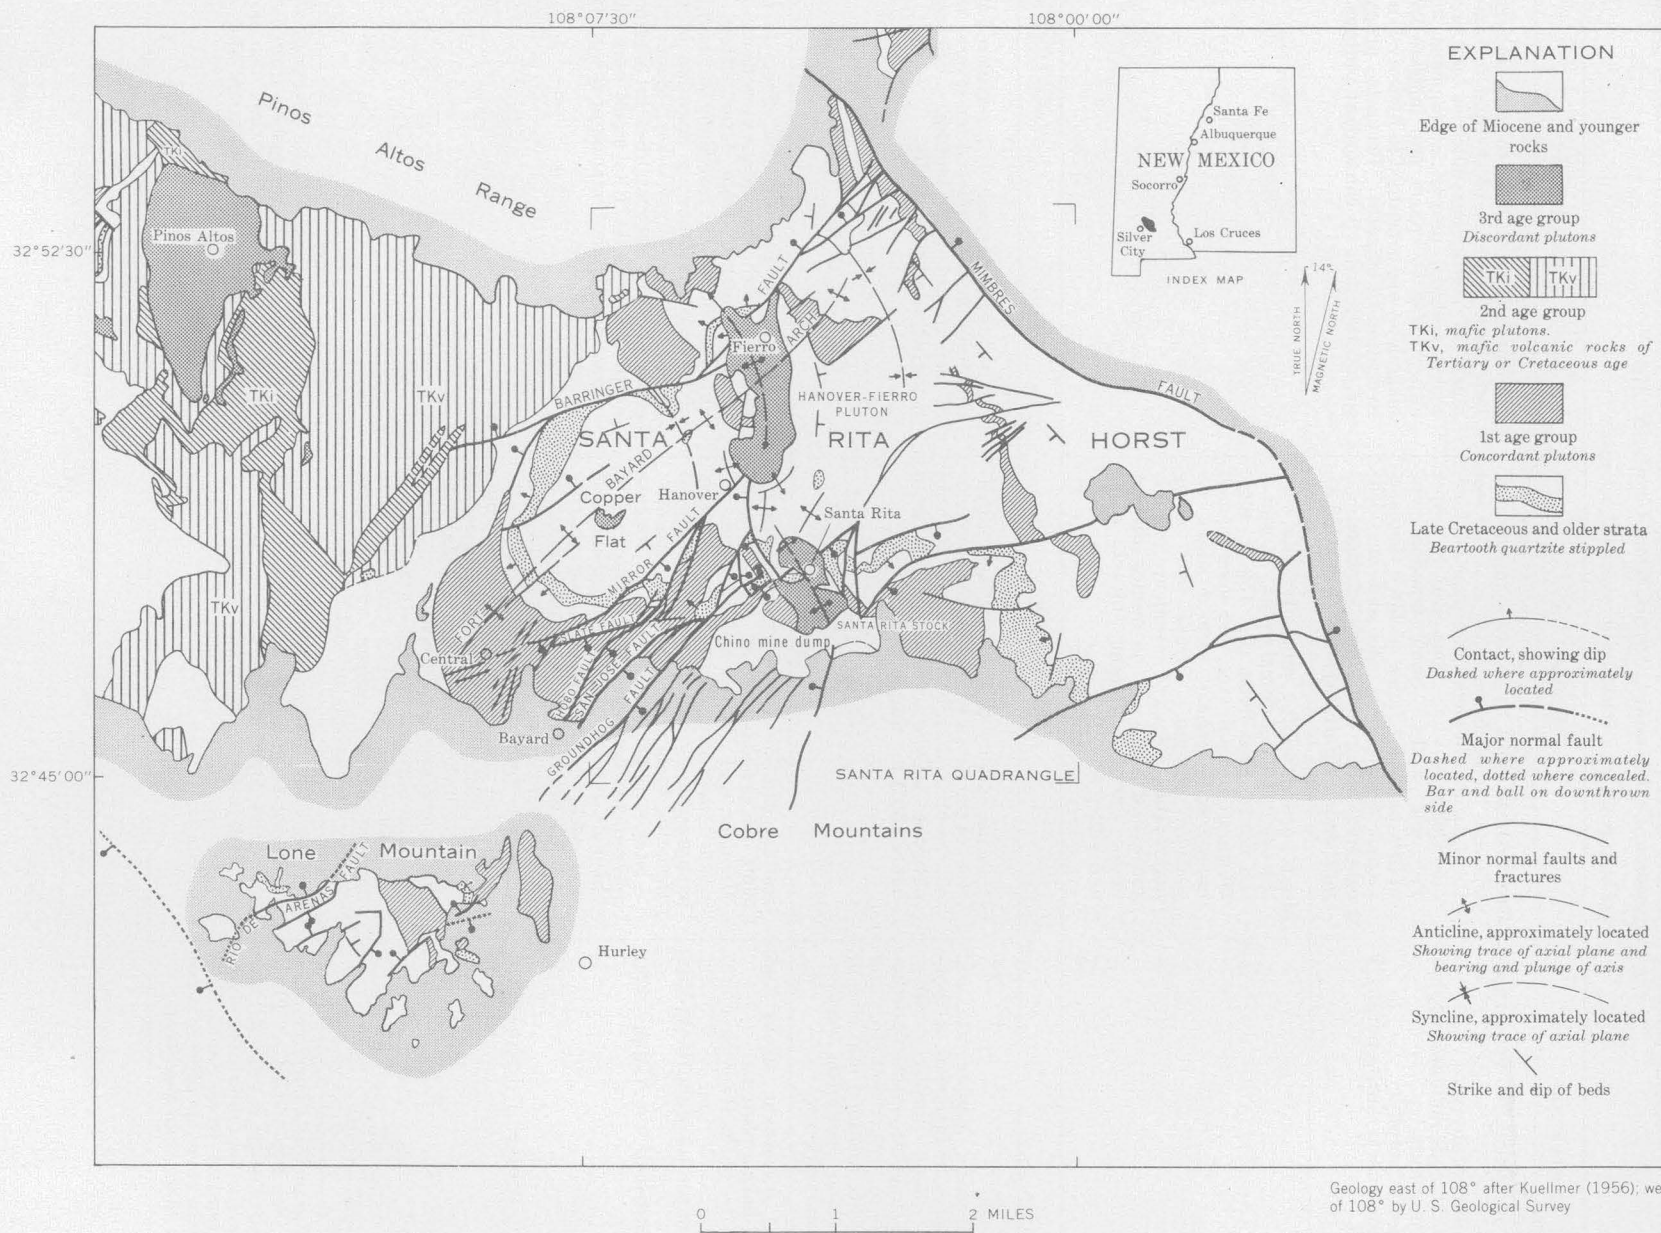 108°07'30"
108°00'00"
Pinos
Altos
Range
TKi
Pinos Altos
32°52'30"
TKi
TKv
TKv
FAULT
Fierro
ARCH
BARRINGER
HANOVER-FIERRO
PLUTON
MIMBRES
FAULT
SANTA
RITA
HORST
BAYARD
Copper
Flat
Hanover
Santa Rita
MIRROR FAULT
FORT
SLATE FAULT
Central
HOBO FAULT
SAN JOSE FAULT
GROUNDHOG FAULT
Chino mine dump
SANTA RITA STOCK
Bayard
32°45'00"
SANTA RITA QUADRANGLE
Cobre Mountains
Lone Mountain
RIO DE ARENAS FAULT
Hurley
Santa Fe
Albuquerque
NEW MEXICO
Socorro
Silver
City
Los Cruces
INDEX MAP
14°
TRUE NORTH
MAGNETIC NORTH
EXPLANATION
Edge of Miocene and younger
rocks
3rd age group
Discordant plutons
TKi
TKv
2nd age group
TKi, mafic plutons.
TKv, mafic volcanic rocks of
Tertiary or Cretaceous age
1st age group
Concordant plutons
Late Cretaceous and older strata
Beartooth quartzite stippled
Contact, showing dip
Dashed where approximately
located
Major normal fault
Dashed where approximately
located, dotted where concealed.
Bar and ball on downthrown
side
Minor normal faults and
fractures
Anticline, approximately located
Showing trace of axial plane and
bearing and plunge of axis
Syncline, approximately located
Showing trace of axial plane
Strike and dip of beds
Geology east of 108° after Kuellmer (1956); we
of 108° by U. S. Geological Survey
0 1 2 MILES